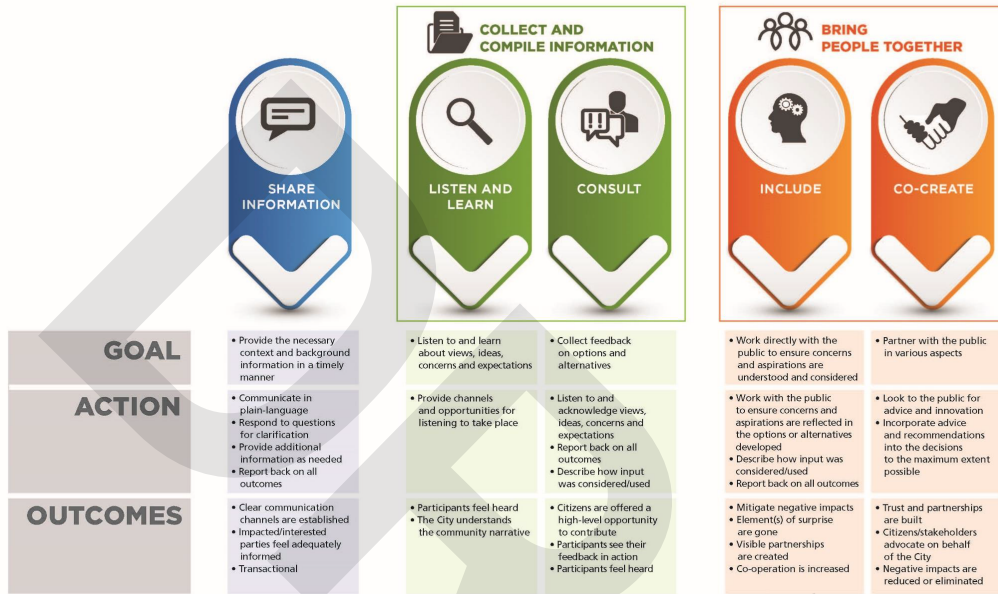 COLLECT AND
COMPILE INFORMATION
BRING
PEOPLE TOGETHER
SHARE
INFORMATION
LISTEN AND
LEARN
CONSULT
INCLUDE
CO-CREATE
GOAL
• Provide the necessary
context and background
information in a timely
manner
• Listen to and learn
about views, ideas,
concerns and expectations
• Collect feedback
on options and
alternatives
• Work directly with the
public to ensure concerns
and aspirations are
understood and considered
• Partner with the public
in various aspects
ACTION
• Communicate in
plain-language
• Respond to questions
for clarification
• Provide additional
information as needed
• Report back on all
outcomes
• Provide channels
and opportunities for
listening to take place
• Listen to and
acknowledge views,
ideas, concerns and
expectations
• Report back on all
outcomes
• Describe how input
was considered/used
• Work with the public
to ensure concerns and
aspirations are reflected in
the options or alternatives
developed
• Describe how input was
considered/used
• Report back on all outcomes
• Look to the public for
advice and innovation
• Incorporate advice
and recommendations
into the decisions
to the maximum extent
possible
OUTCOMES
• Clear communication
channels are established
• Impacted/interested
parties feel adequately
informed
• Transactional
• Participants feel heard
• The City understands
the community narrative
• Citizens are offered a
high-level opportunity
to contribute
• Participants see their
feedback in action
• Participants feel heard
• Mitigate negative impacts
• Element(s) of surprise
are gone
• Visible partnerships
are created
• Co-operation is increased
• Trust and partnerships
are built
• Citizens/stakeholders
advocate on behalf
of the City
• Negative impacts are
reduced or eliminated